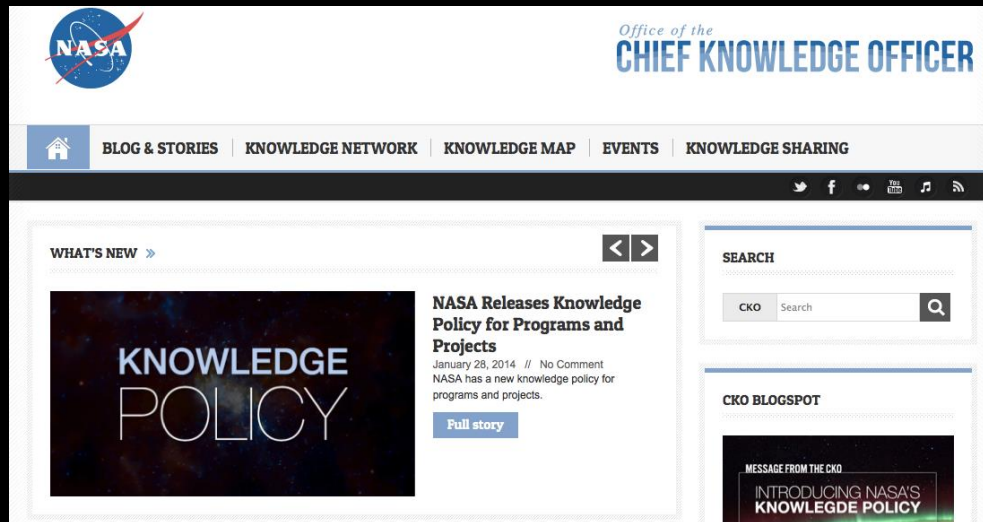 NASA
Office of the
CHIEF KNOWLEDGE OFFICER
BLOG & STORIES
KNOWLEDGE NETWORK
KNOWLEDGE MAP
EVENTS
KNOWLEDGE SHARING
You
Tube
WHAT'S NEW »
KNOWLEDGE
POLICY
NASA Releases Knowledge
Policy for Programs and
Projects
January 28, 2014 // No Comment
NASA has a new knowledge policy for
programs and projects.
Full story
SEARCH
CKO Search
CKO BLOGSPOT
MESSAGE FROM THE CKO
INTRODUCING NASA'S
KNOWLEGDE POLICY